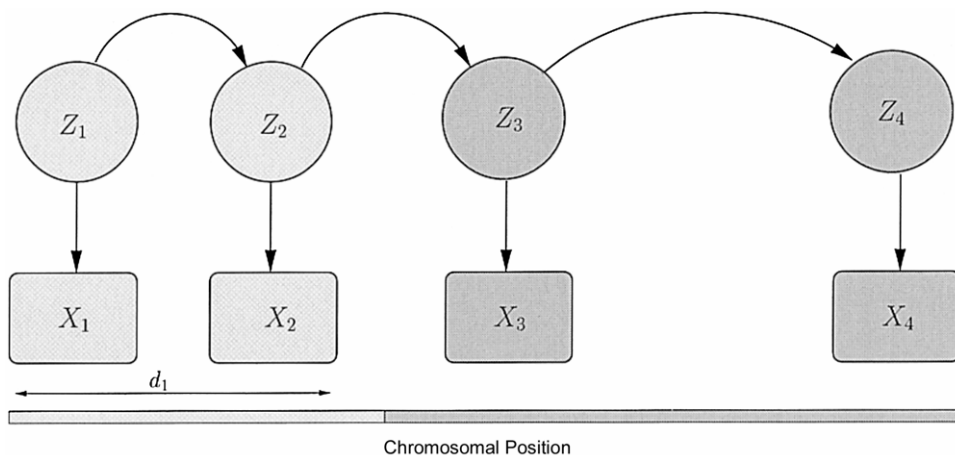 Z₁ Z₂ Z₃ Z₄
X₁ X₂ X₃ X₄
d₁
Chromosomal Position